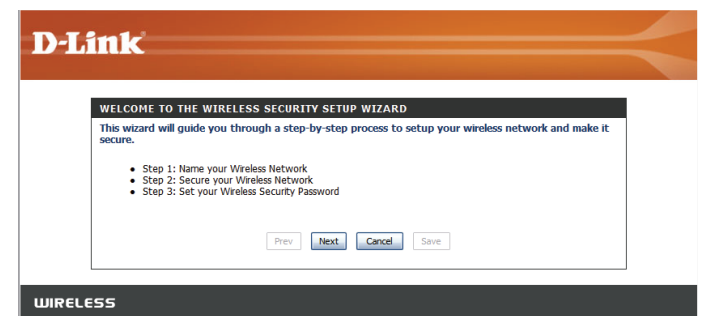 D-Link
WELCOME TO THE WIRELESS SECURITY SETUP WIZARD
This wizard will guide you through a step-by-step process to setup your wireless network and make it
secure.
• Step 1: Name your Wireless Network
• Step 2: Secure your Wireless Network
• Step 3: Set your Wireless Security Password
Prev Next Cancel Save
WIRELESS